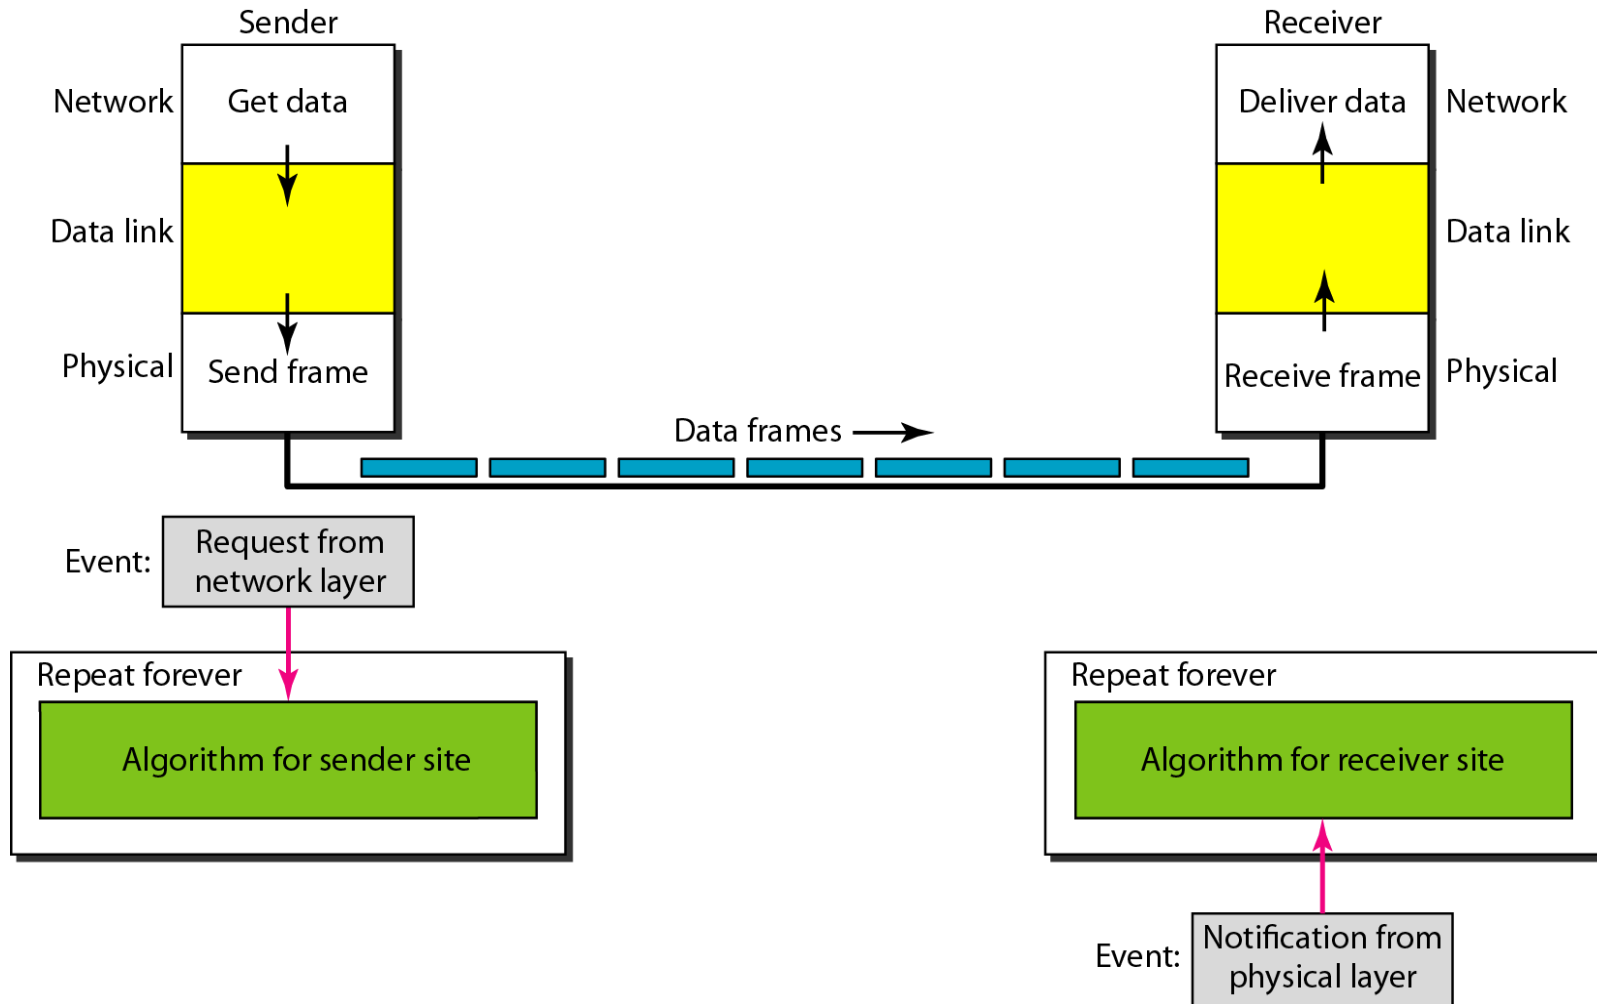 Sender
Receiver
Network
Get data
Deliver data
Network
Data link
Data link
Physical
Send frame
Receive frame
Physical
Data frames
Event:
Request from
network layer
Repeat forever
Algorithm for sender site
Repeat forever
Algorithm for receiver site
Event:
Notification from
physical layer